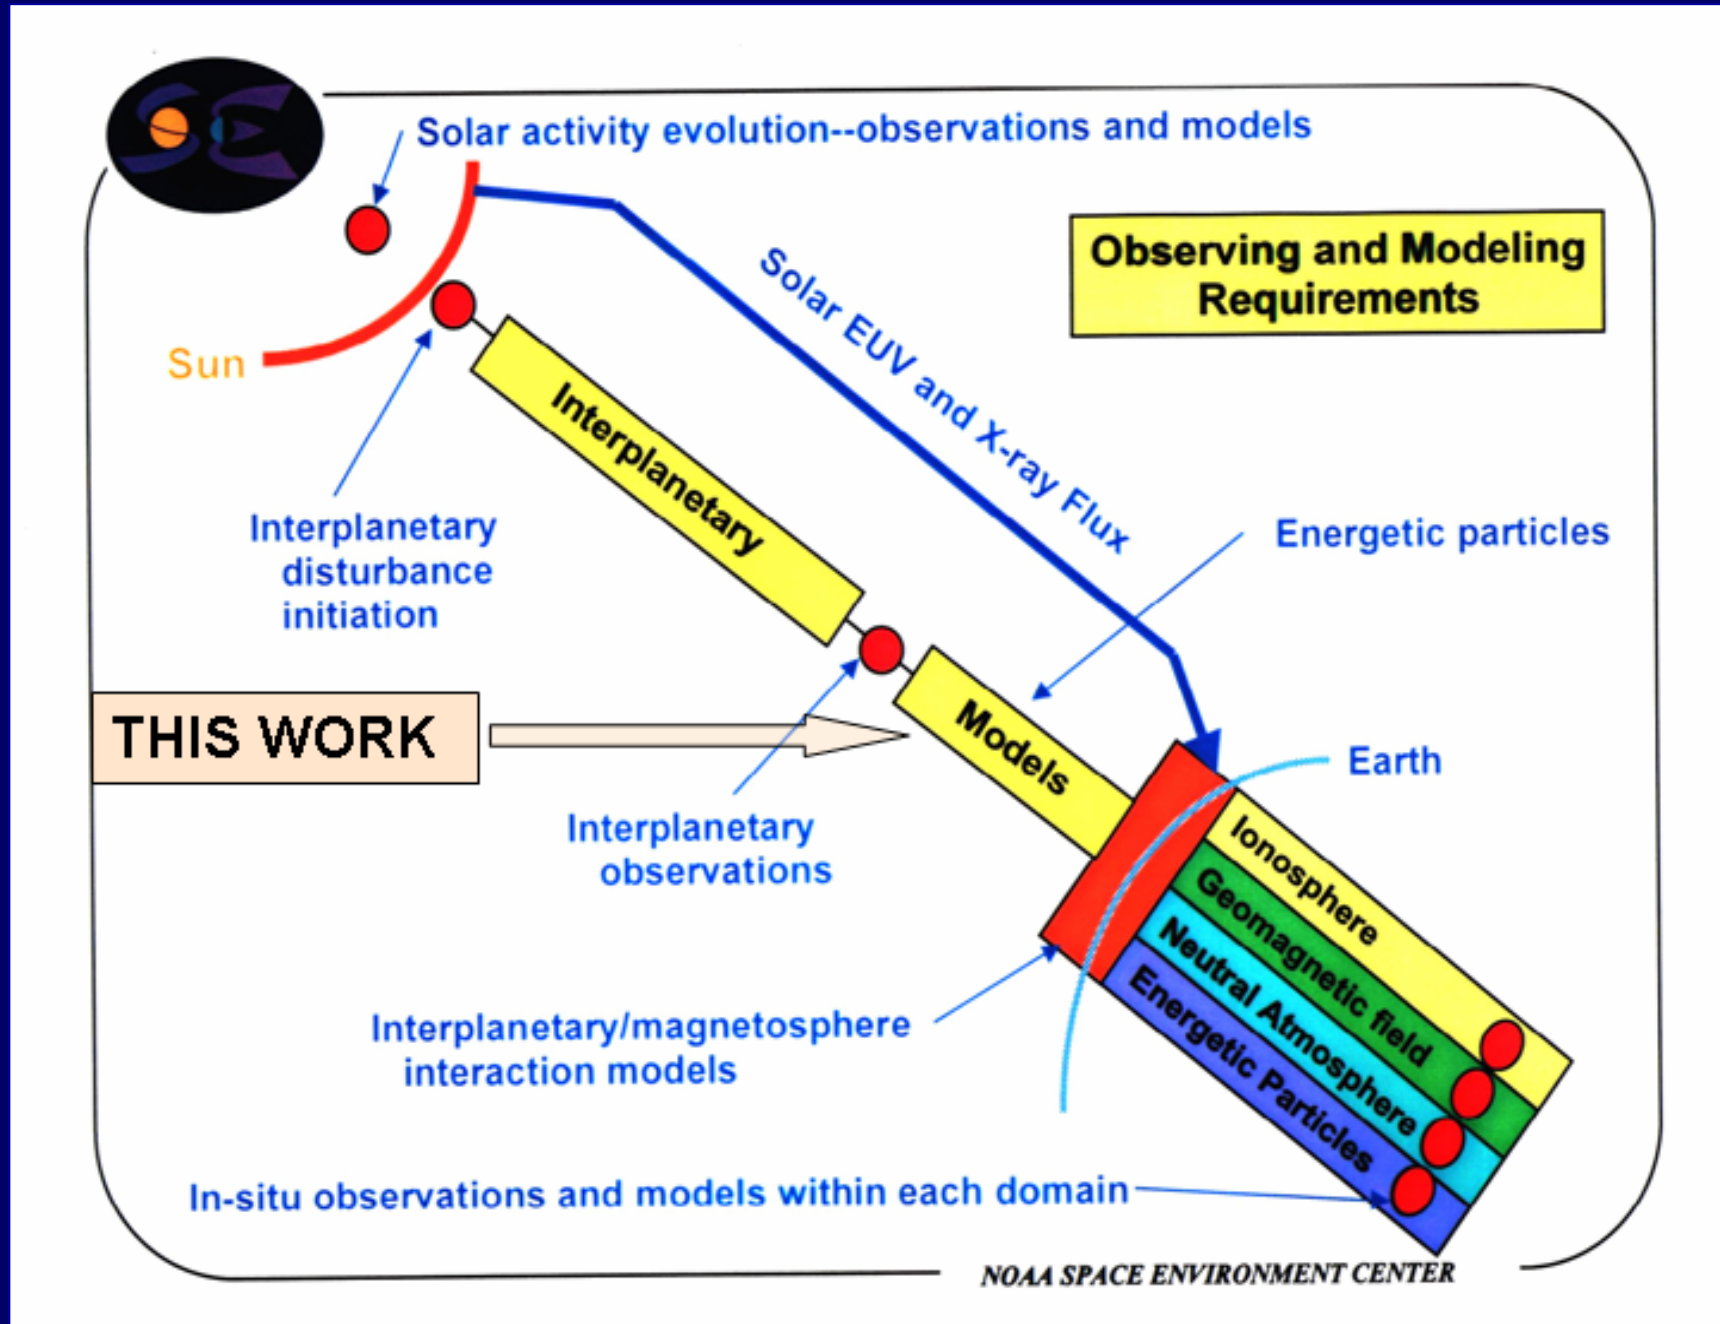 SE
Solar activity evolution--observations and models
Observing and Modeling
Requirements
Solar EUV and X-ray Flux
Sun
Interplanetary
Interplanetary
disturbance
initiation
Energetic particles
THIS WORK
Models
Earth
Interplanetary
observations
Ionosphere
Geomagnetic field
Neutral Atmosphere
Energetic Particles
Interplanetary/magnetosphere
interaction models
In-situ observations and models within each domain
NOAA SPACE ENVIRONMENT CENTER